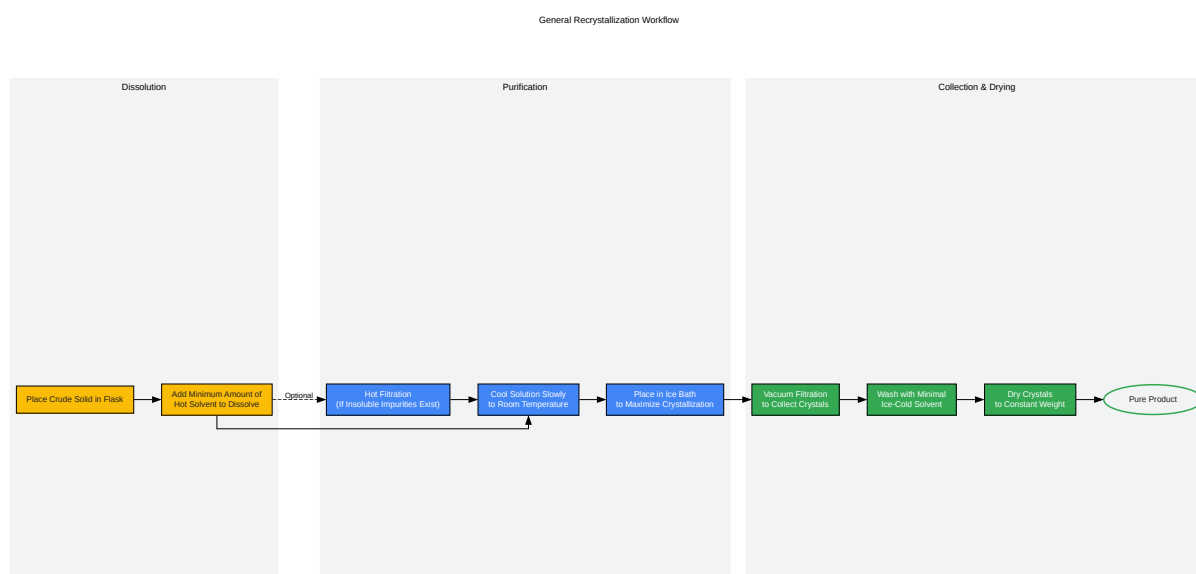 General Recrystallization Workflow
Dissolution
Purification
Collection & Drying
Place Crude Solid in Flask
Add Minimum Amount of
Hot Solvent to Dissolve
Optional
Hot Filtration
(If Insoluble Impurities Exist)
Cool Solution Slowly
to Room Temperature
Place in Ice Bath
to Maximize Crystallization
Vacuum Filtration
to Collect Crystals
Wash with Minimal
Ice-Cold Solvent
Dry Crystals
to Constant Weight
Pure Product